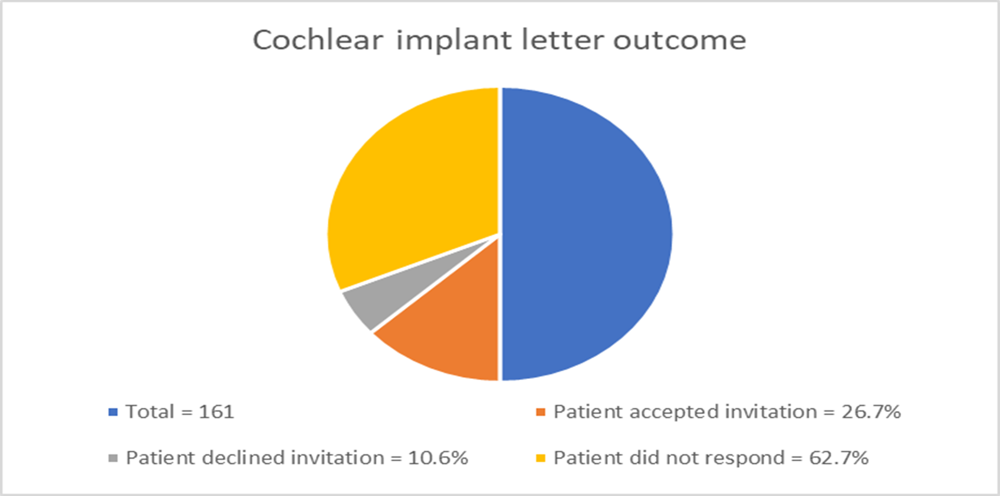 Cochlear implant letter outcome
Total = 161
Patient accepted invitation = 26.7%
Patient declined invitation = 10.6%
Patient did not respond = 62.7%